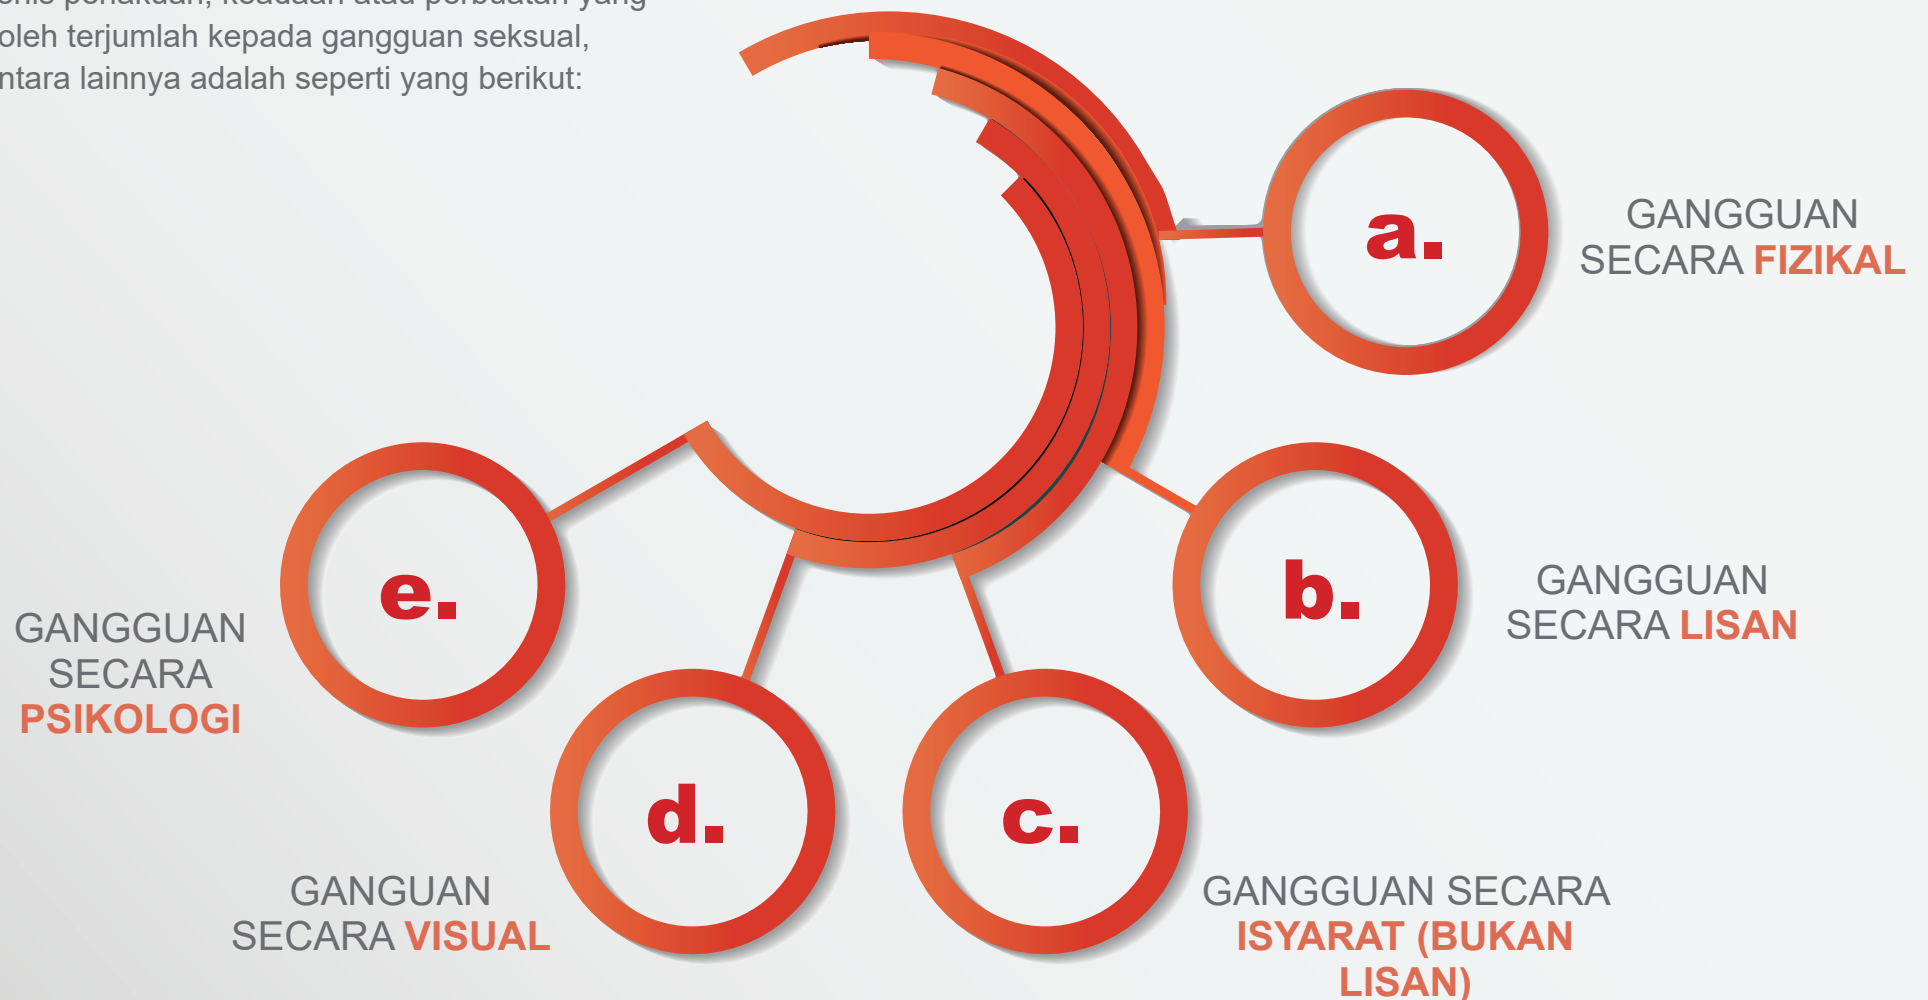 oleh terjumlah kepada gangguan seksual,
ntara lainnya adalah seperti yang berikut:
a.
GANGGUAN
SECARA FIZIKAL
b.
GANGGUAN
SECARA LISAN
c.
GANGGUAN SECARA
ISYARAT (BUKAN
LISAN)
d.
GANGUAN
SECARA VISUAL
e.
GANGGUAN
SECARA
PSIKOLOGI